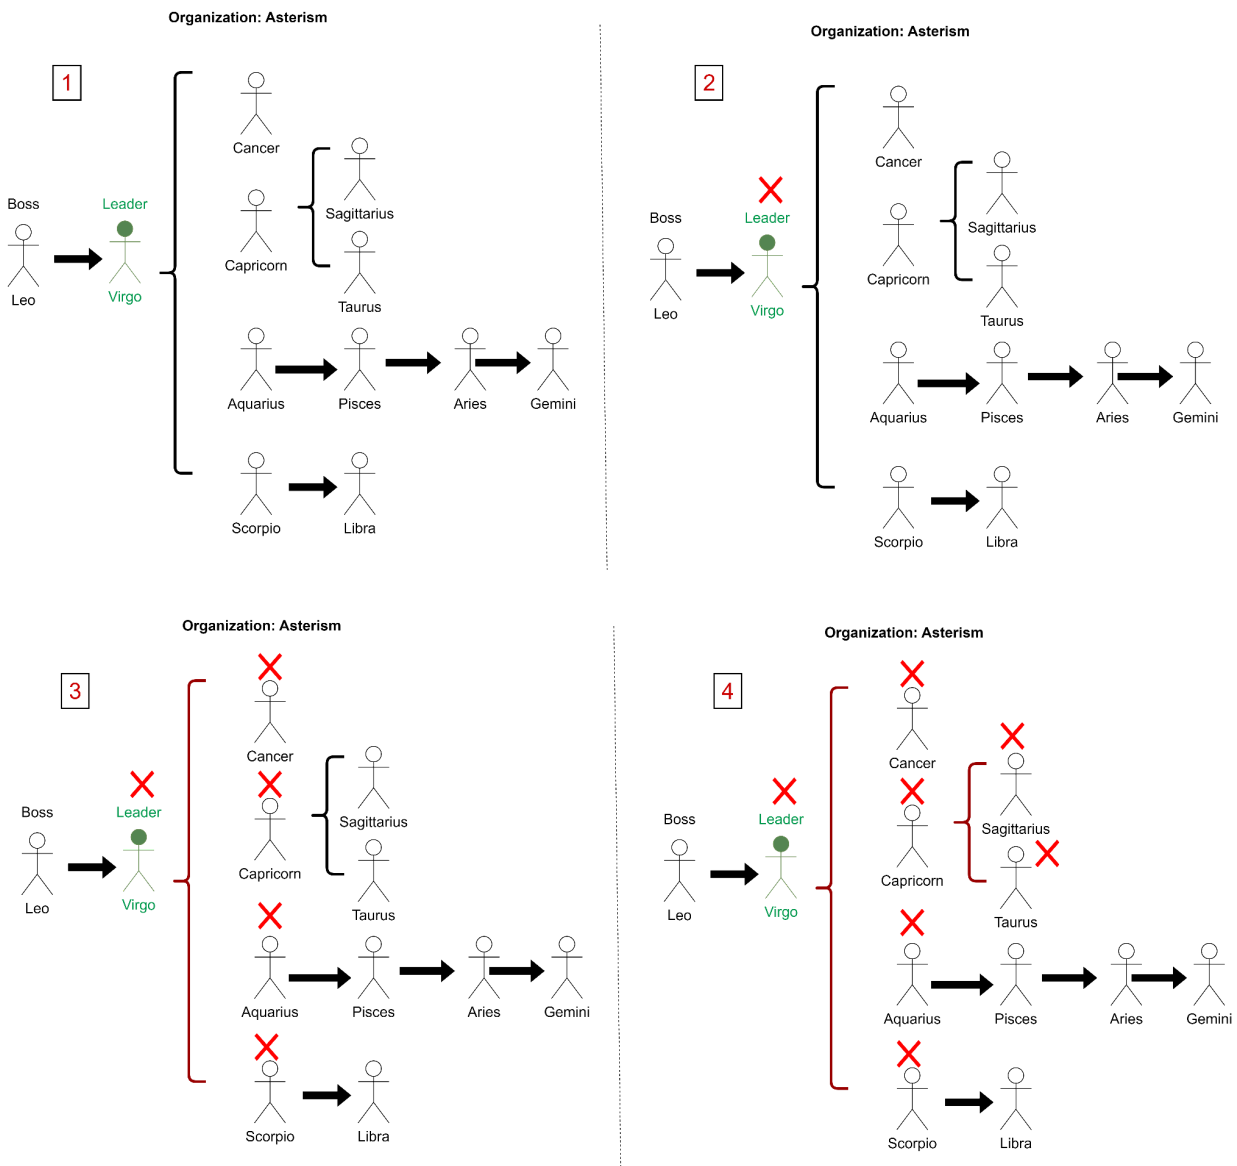 Organization: Asterism
1
Cancer
Sagittarius
Boss
Leader
Capricorn
Leo
Virgo
Taurus
Aquarius
Pisces
Aries
Gemini
Scorpio
Libra
Organization: Asterism
2
Cancer
Boss
Leader
Sagittarius
Capricorn
Leo
Virgo
Taurus
Aquarius
Pisces
Aries
Gemini
Scorpio
Libra
Organization: Asterism
3
Cancer
Boss
Leader
Sagittarius
Capricorn
Leo
Virgo
Taurus
Aquarius
Pisces
Aries
Gemini
Scorpio
Libra
Organization: Asterism
4
Cancer
Boss
Leader
Sagittarius
Capricorn
Leo
Virgo
Taurus
Aquarius
Pisces
Aries
Gemini
Scorpio
Libra